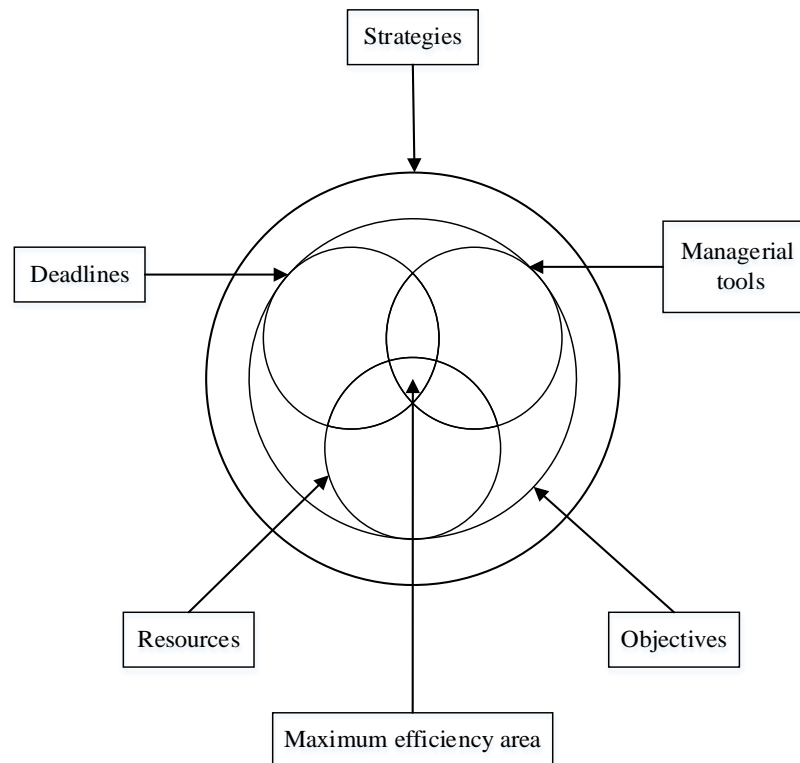 Strategies
Deadlines
Managerial
tools
Resources
Objectives
Maximum efficiency area